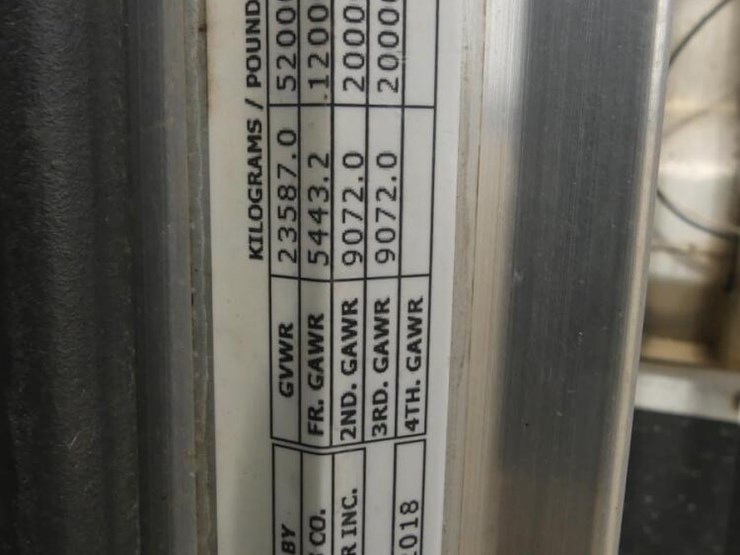 KILOGRAMS / POUND
BY GVWR 23587.0 5200
CO. FR. GAWR 5443.2 1200
R INC. 2ND. GAWR 9072.0 2000
3RD. GAWR 9072.0 2000
018 4TH. GAWR